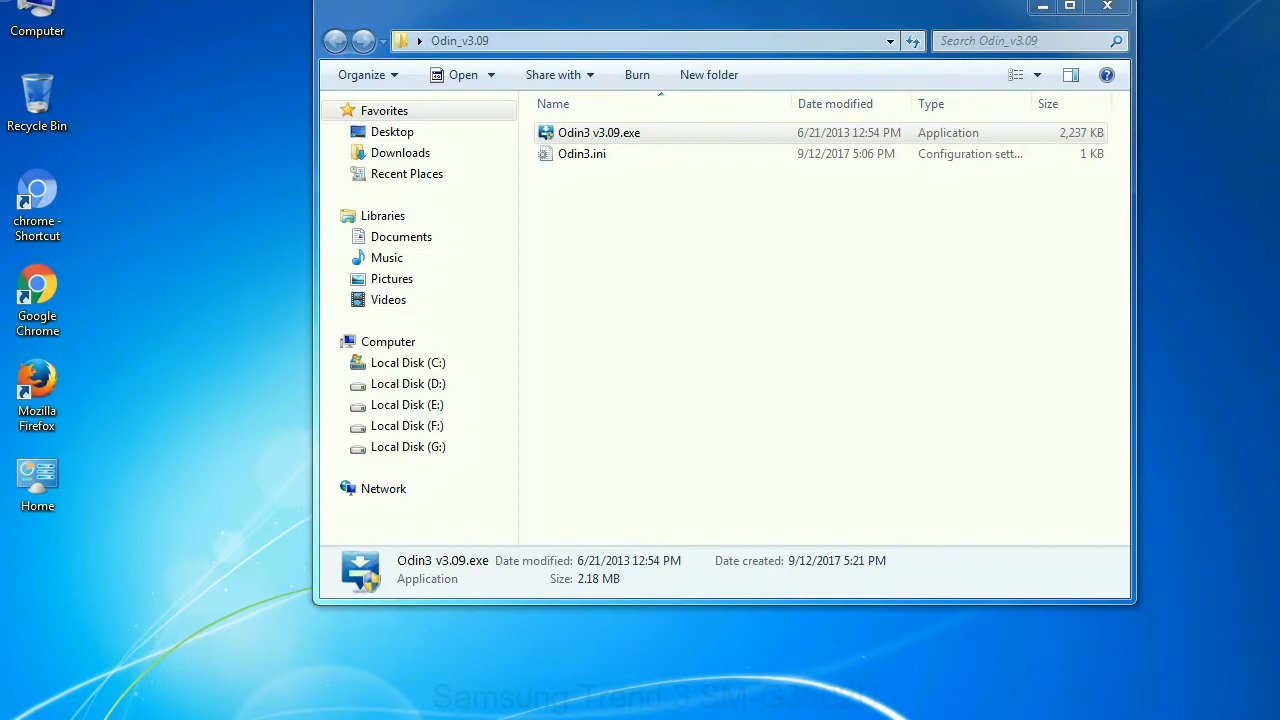 Computer
Recycle Bin
chrome -
Shortcut
Google
Chrome
Mozilla
Firefox
Home
Odin_v3.09
Search Odin_v3.09
Organize
Open
Share with
Burn
New folder
Name
Date modified
Type
Size
Odin3 v3.09.exe
6/21/2013 12:54 PM
Application
2,237 KB
Odin3.ini
9/12/2017 5:06 PM
Configuration sett...
1 KB
Favorites
Desktop
Downloads
Recent Places
Libraries
Documents
Music
Pictures
Videos
Computer
Local Disk (C:)
Local Disk (D:)
Local Disk (E:)
Local Disk (F:)
Local Disk (G:)
Network
Odin3 v3.09.exe Date modified: 6/21/2013 12:54 PM Date created: 9/12/2017 5:21 PM
Application Size: 2.18 MB
Samsung Trend 3